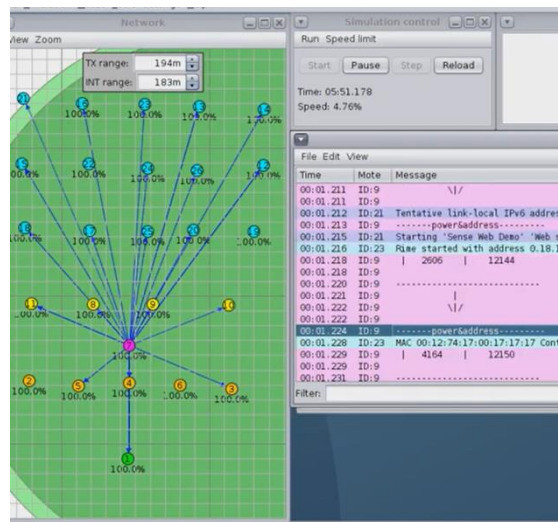 Network
View Zoom
TX range: 194m
INT range: 183m
100.0%
100.0%
100.0%
100.0%
100.0%
100.0%
100.0%
100.0%
100.0%
100.0%
100.0%
100.0%
8
9
10
100.0%
100.0%
100.0%
7
100.0%
2
5
4
6
3
100.0%
100.0%
100.0%
100.0%
100.0%
1
100.0%
Simulation control
Run Speed limit
Start Pause Step Reload
Time: 05:51.178
Speed: 4.76%
File Edit View
Time Mote Message
00:01.211 ID:9 \|/
00:01.211 ID:9
00:01.212 ID:21 Tentative link-local IPv6 addres
00:01.213 ID:9 -------power&address---------
00:01.215 ID:21 Starting 'Sense Web Demo' 'Web s
00:01.216 ID:23 Rime started with address 0.18.1
00:01.218 ID:9 | 2606 | 12144
00:01.218 ID:9
00:01.220 ID:9 -----------------------------
00:01.221 ID:9 |
00:01.222 ID:9 \|/
00:01.222 ID:9
00:01.224 ID:9 -------power&address---------
00:01.228 ID:23 MAC 00:12:74:17:00:17:17:17 Cont
00:01.229 ID:9 | 4164 | 12150
00:01.229 ID:9
00:01.231 ID:9 -----------------------------
Filter: